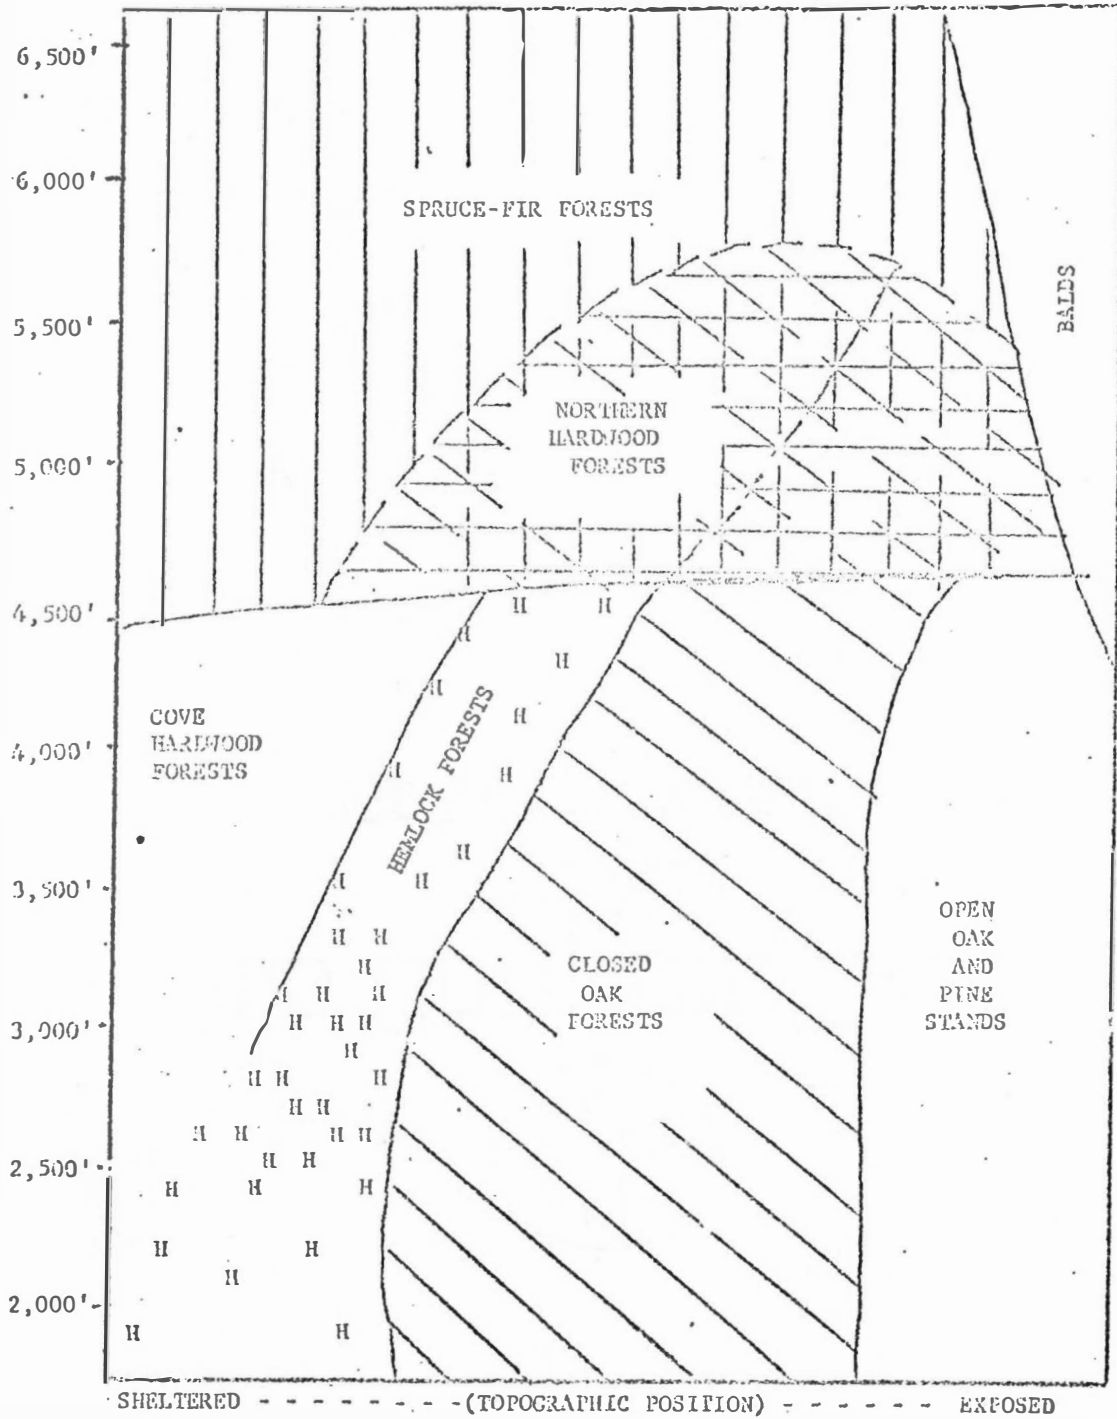 6,500'
6,000'
5,500'
5,000'
4,500'
4,000'
3,500'
3,000'
2,500'
2,000'
SPRUCE-FIR FORESTS
BALDS
NORTHERN
HARDWOOD
FORESTS
COVE
HARDWOOD
FORESTS
HEMLOCK FORESTS
H H
H
H
H
H
H
H
H
H
H
H
H H
H
H H H
H H H
H
H H H
H H
H H H H
H H
H H H
H H
H
H H
CLOSED
OAK
FORESTS
OPEN
OAK
AND
PINE
STANDS
SHELTERED - - - - - - - - -(TOPOGRAPHIC POSITION) - - - - - - EXPOSED